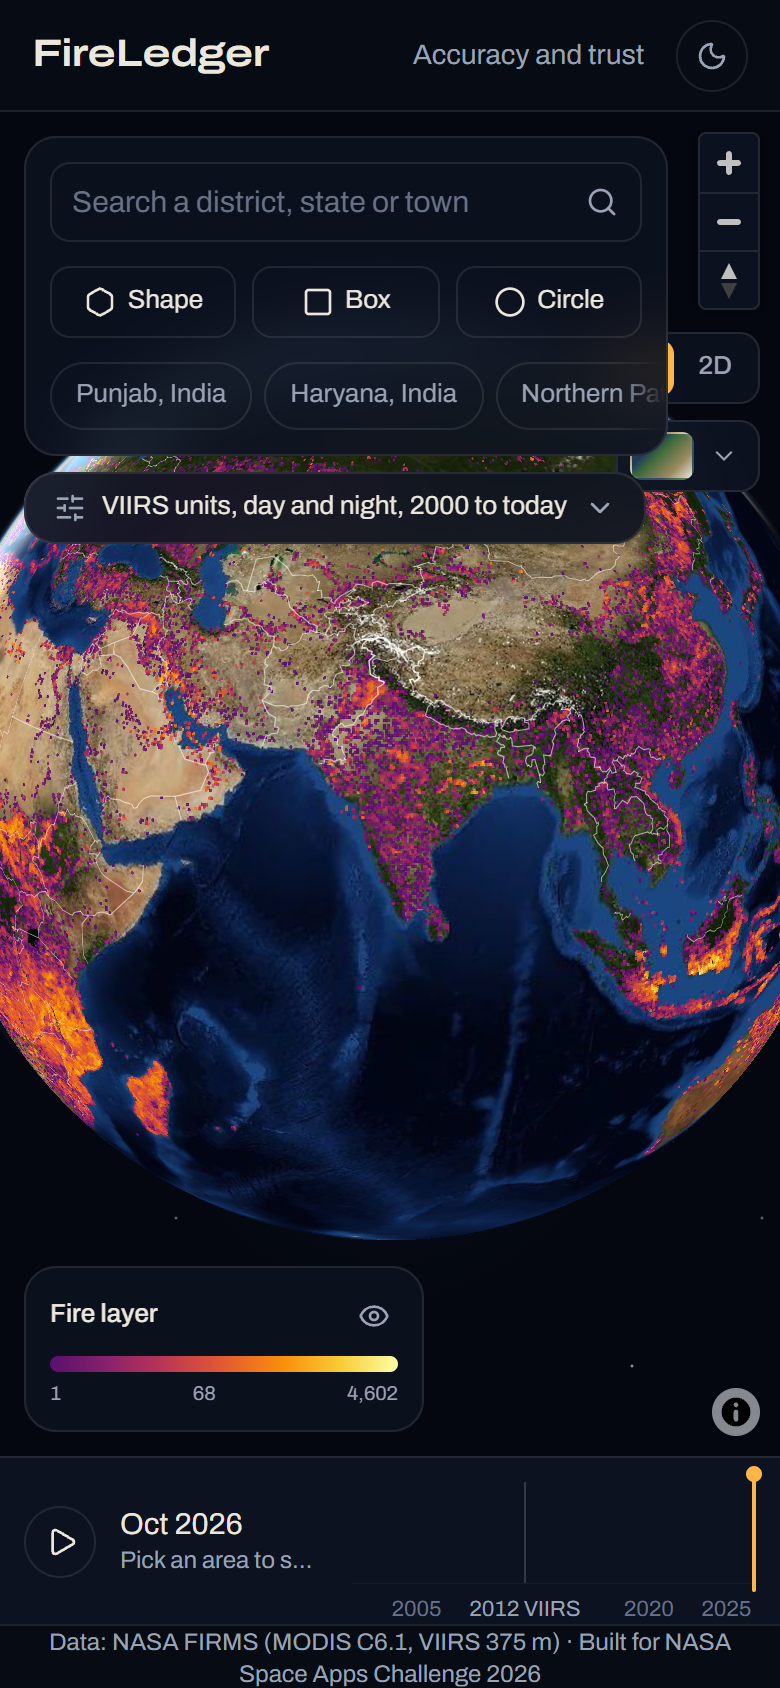 FireLedger
Accuracy and trust
Search a district, state or town
Shape
Box
Circle
2D
Punjab, India
Haryana, India
Northern Pa
VIIRS units, day and night, 2000 to today
Fire layer
1
68
4,602
Oct 2026
Pick an area to s...
2005
2012 VIIRS
2020
2025
Data: NASA FIRMS (MODIS C6.1, VIIRS 375 m) · Built for NASA
Space Apps Challenge 2026